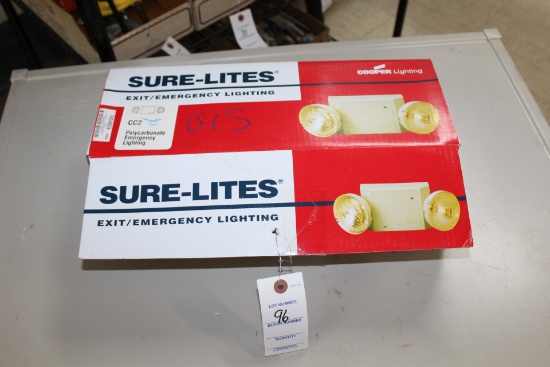 SURE-LITES®
COOPER Lighting
EXIT/EMERGENCY LIGHTING
CC2
Polycarbonate
Emergency
Lighting
SURE-LITES®
EXIT/EMERGENCY LIGHTING
LOT NUMBER
96